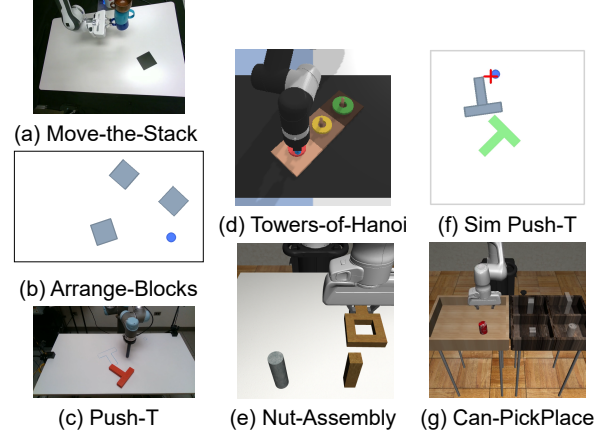 (a) Move-the-Stack
(b) Arrange-Blocks
(c) Push-T
(d) Towers-of-Hanoi
(e) Nut-Assembly
(f) Sim Push-T
(g) Can-PickPlace